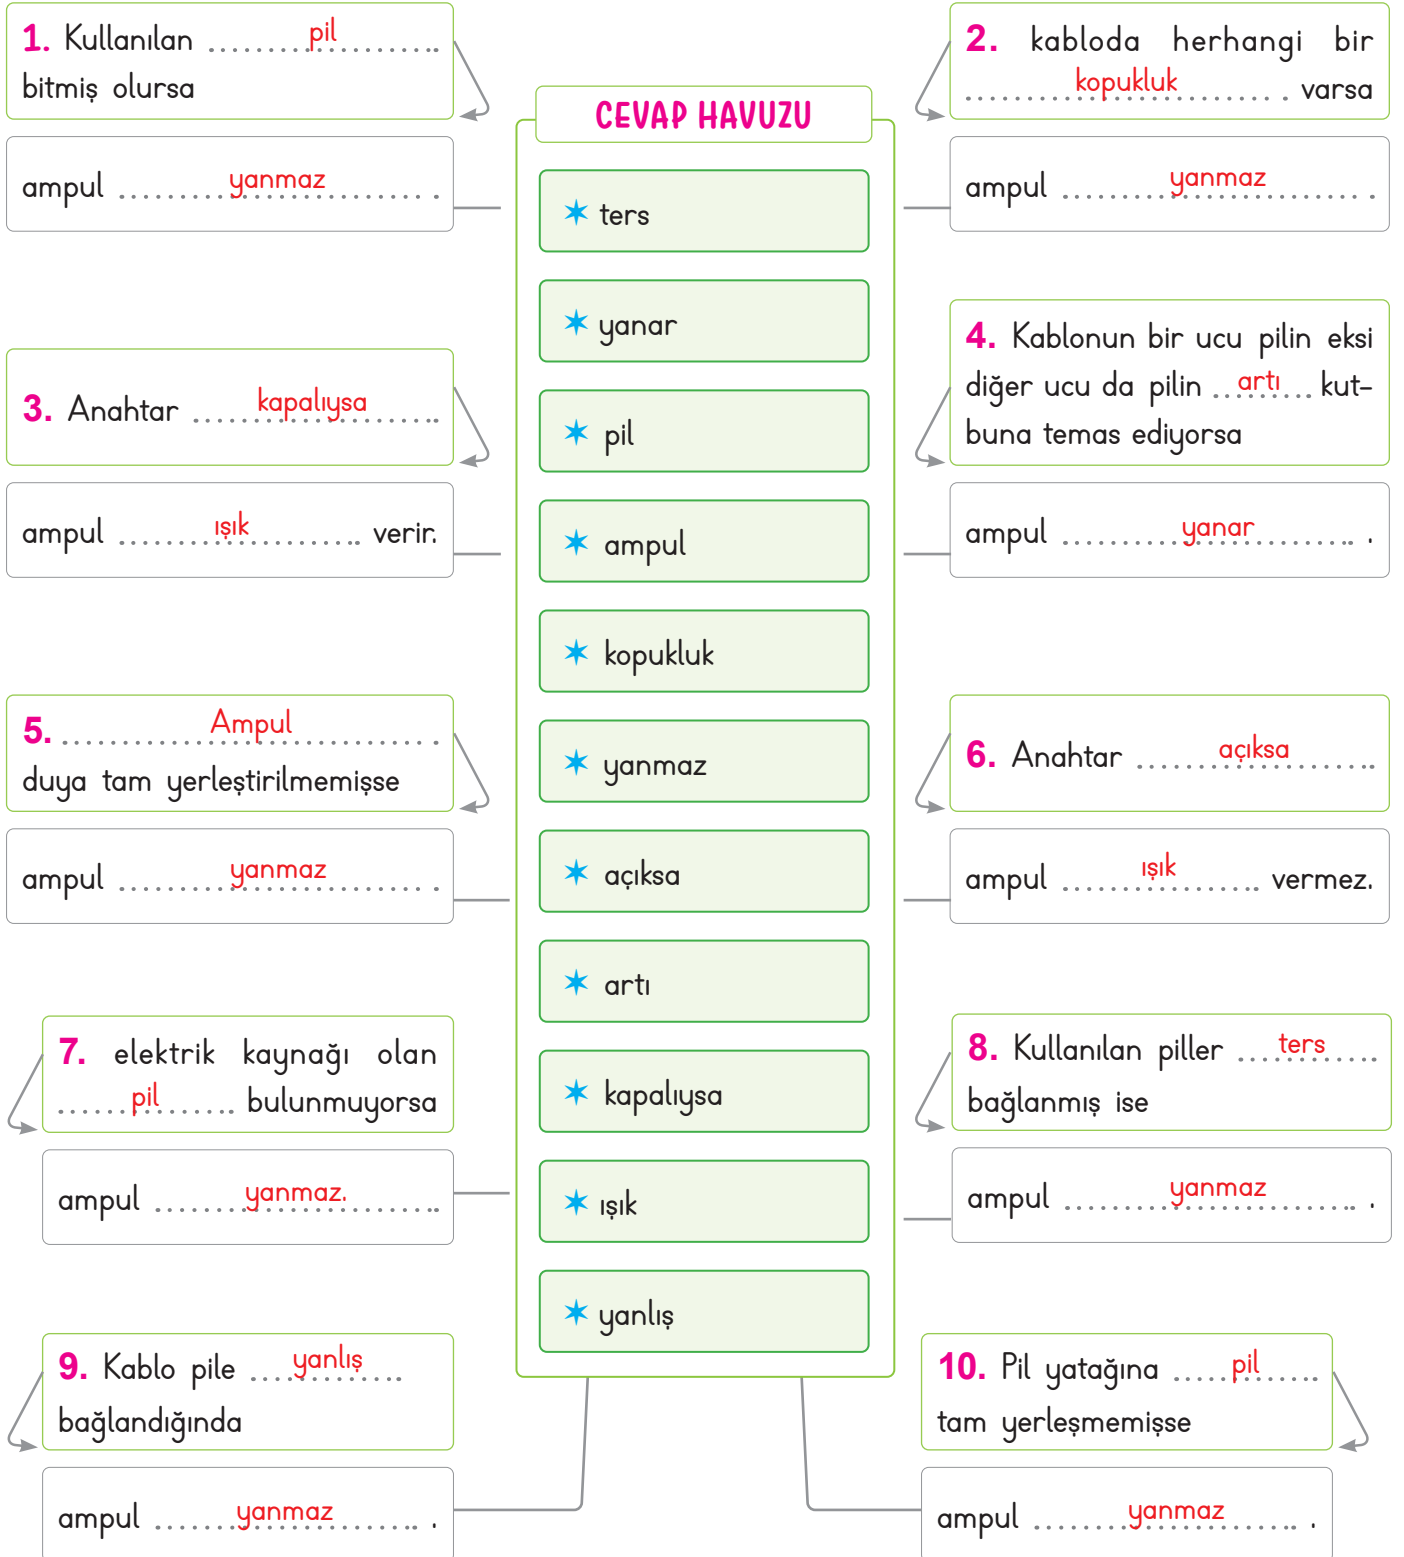 1. Kullanılan pil
bitmiş olursa
ampul yanmaz .
2. kabloda herhangi bir
kopukluk varsa
ampul yanmaz .
CEVAP HAVUZU
ters
yanar
pil
ampul
kopukluk
yanmaz
açıksa
artı
kapalıysa
ışık
yanlış
3. Anahtar kapalıysa
ampul ışık verir.
4. Kablonun bir ucu pilin eksi
diğer ucu da pilin artı kut-
buna temas ediyorsa
ampul yanar .
5. Ampul
duya tam yerleştirilmemişse
ampul yanmaz .
6. Anahtar açıksa
ampul ışık vermez.
7. elektrik kaynağı olan
pil bulunmuyorsa
ampul yanmaz.
8. Kullanılan piller ters
bağlanmış ise
ampul yanmaz .
9. Kablo pile yanlış
bağlandığında
ampul yanmaz .
10. Pil yatağına pil
tam yerleşmemişse
ampul yanmaz .